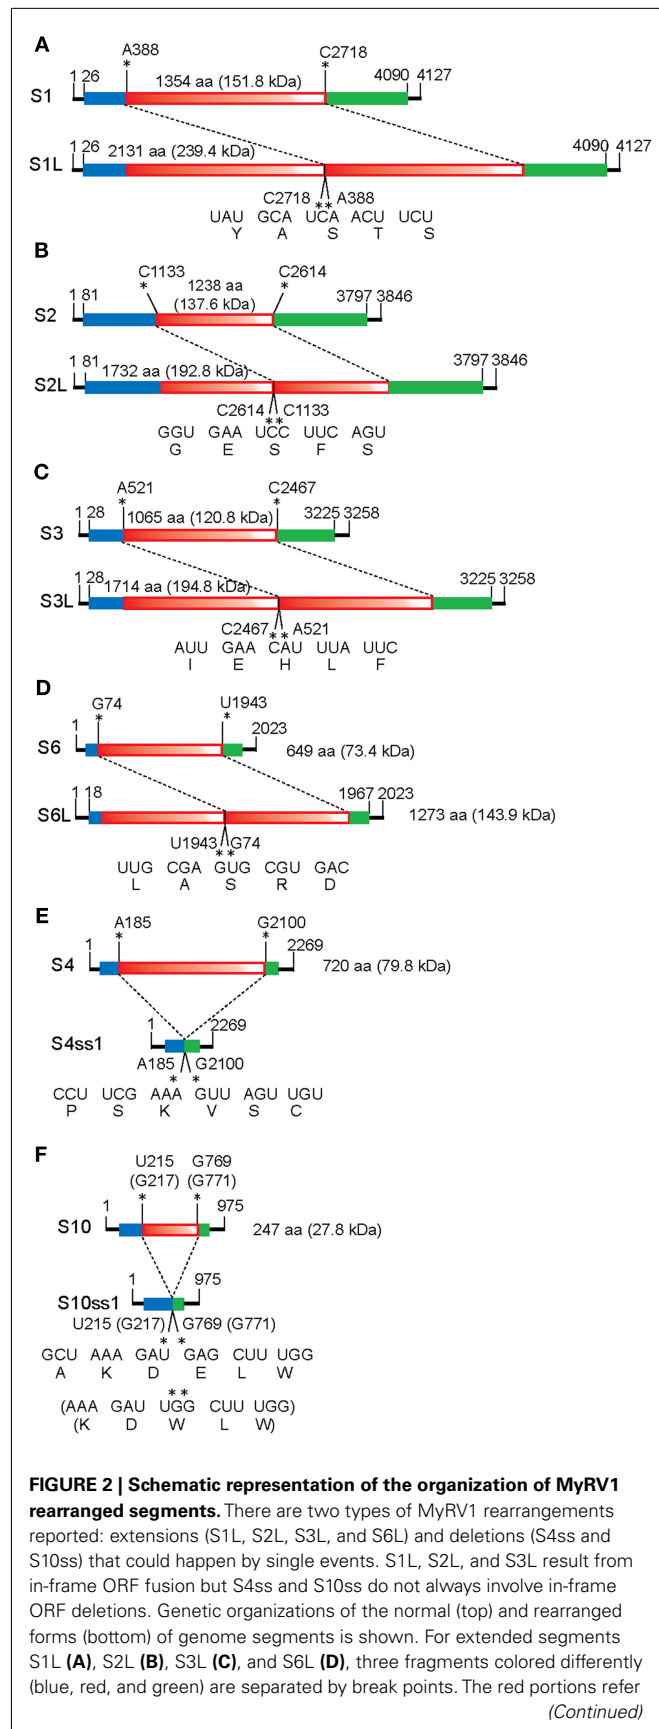 A
A388
C2718
1 26
1354 aa (151.8 kDa)
4090 4127
S1
1 26
2131 aa (239.4 kDa)
4090 4127
S1L
C2718 ** A388
UAU GCA UCA ACU UCU
Y A S T S
B
C1133
1238 aa
C2614
1 81
(137.6 kDa)
3797 3846
S2
1 81
1732 aa (192.8 kDa)
3797 3846
S2L
C2614 C1133
**
GGU GAA UCC UUC AGU
G E S F S
C
A521
C2467
1 28
1065 aa (120.8 kDa)
3225 3258
S3
1 28
1714 aa (194.8 kDa)
3225 3258
S3L
C2467 ** A521
AUU GAA CAU UUA UUC
I E H L F
D
G74
U1943
1
2023
S6
649 aa (73.4 kDa)
1 18
1967 2023
S6L
1273 aa (143.9 kDa)
U1943 G74
**
UUG CGA GUG CGU GAC
L A S R D
E
A185
G2100
1
2269
S4
720 aa (79.8 kDa)
1
2269
S4ss1
A185 G2100
* *
CCU UCG AAA GUU AGU UGU
P S K V S C
F
U215 G769
(G217) (G771)
1
975
S10
247 aa (27.8 kDa)
1
975
S10ss1
U215 (G217) G769 (G771)
* *
GCU AAA GAU GAG CUU UGG
A K D E L W
**
(AAA GAU UGG CUU UGG)
(K D W L W)
FIGURE 2 | Schematic representation of the organization of MyRV1
rearranged segments. There are two types of MyRV1 rearrangements
reported: extensions (S1L, S2L, S3L, and S6L) and deletions (S4ss and
S10ss) that could happen by single events. S1L, S2L, and S3L result from
in-frame ORF fusion but S4ss and S10ss do not always involve in-frame
ORF deletions. Genetic organizations of the normal (top) and rearranged
forms (bottom) of genome segments is shown. For extended segments
S1L (A), S2L (B), S3L (C), and S6L (D), three fragments colored differently
(blue, red, and green) are separated by break points. The red portions refer
(Continued)